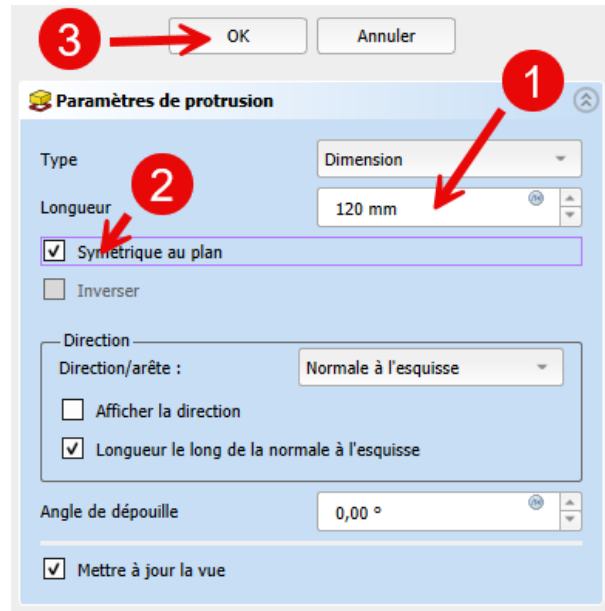 3
OK
Annuler
1
Paramètres de protrusion
Type
Dimension
2
Longueur
120 mm
Symétrique au plan
Inverser
Direction
Direction/arête :
Normale à l'esquisse
Afficher la direction
Longueur le long de la normale à l'esquisse
Angle de dépouille
0,00 °
Mettre à jour la vue